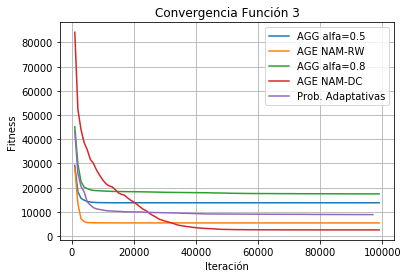 Convergencia Función 3
AGG alfa=0.5
AGE NAM-RW
AGG alfa=0.8
AGE NAM-DC
Prob. Adaptativas
Fitness
80000
70000
60000
50000
40000
30000
20000
10000
0
0 20000 40000 60000 80000 100000
Iteración